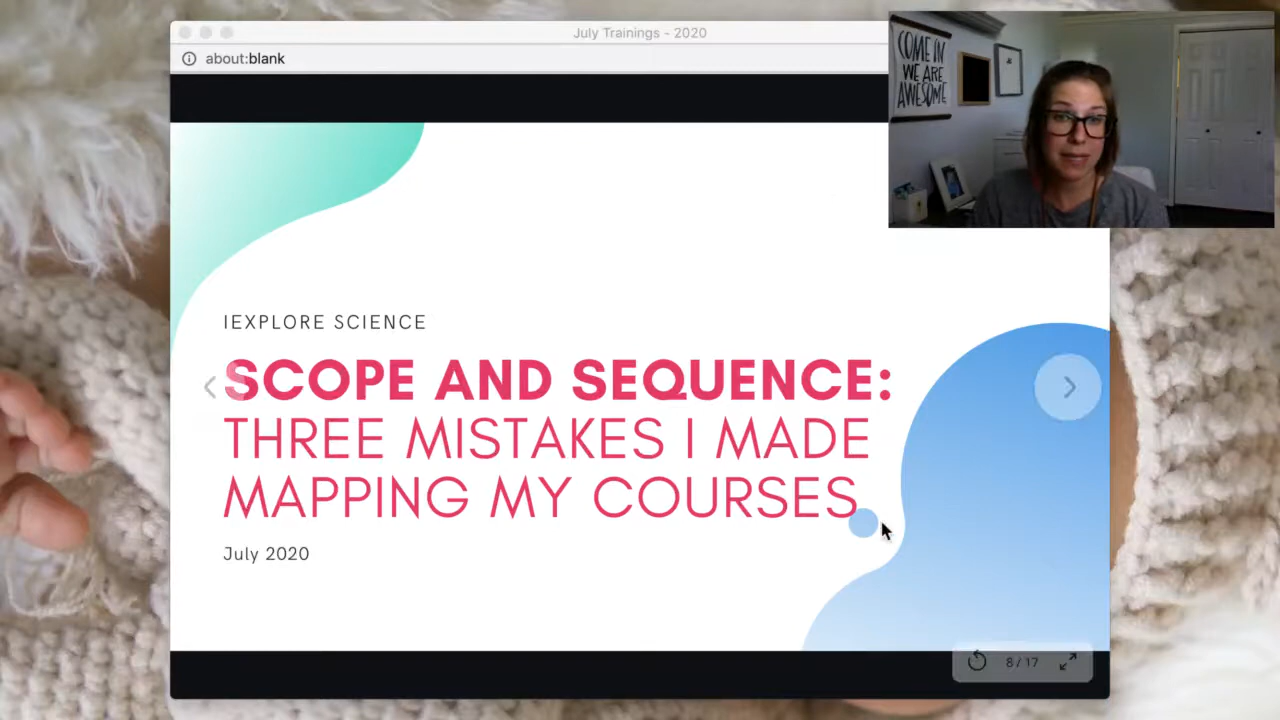 July Trainings - 2020
about:blank
COME IN
WE ARE
AWESOME
IEXPLORE SCIENCE
SCOPE AND SEQUENCE:
THREE MISTAKES I MADE
MAPPING MY COURSES
July 2020
8/17